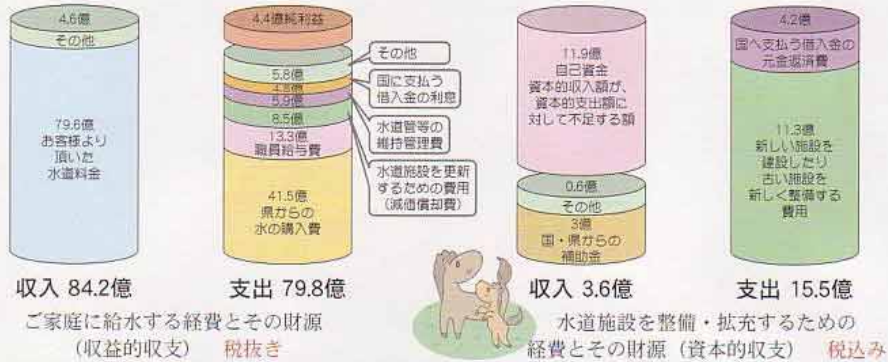 4.6億
その他
79.6億
お客様より
頂いた
水道料金
収入 84.2億
4.4億純利益
5.8億
4.8億
5.9億
8.5億
13.3億
職員給与費
41.5億
県からの
水の購入費
支出 79.8億
その他
国に支払う
借入金の利息
水道管等の
維持管理費
水道施設を更新
するための費用
(減価償却費)
ご家庭に給水する経費とその財源
(収益的収支) 税抜き
11.9億
自己資金
資本的収入額が、
資本的支出額に
対して不足する額
0.6億
その他
3億
国・県からの
補助金
収入 3.6億
4.2億
国へ支払う借入金の
元金返済費
11.3億
新しい施設を
建設したり
古い施設を
新しく整備する
費用
支出 15.5億
水道施設を整備・拡充するための
経費とその財源(資本的収支) 税込み